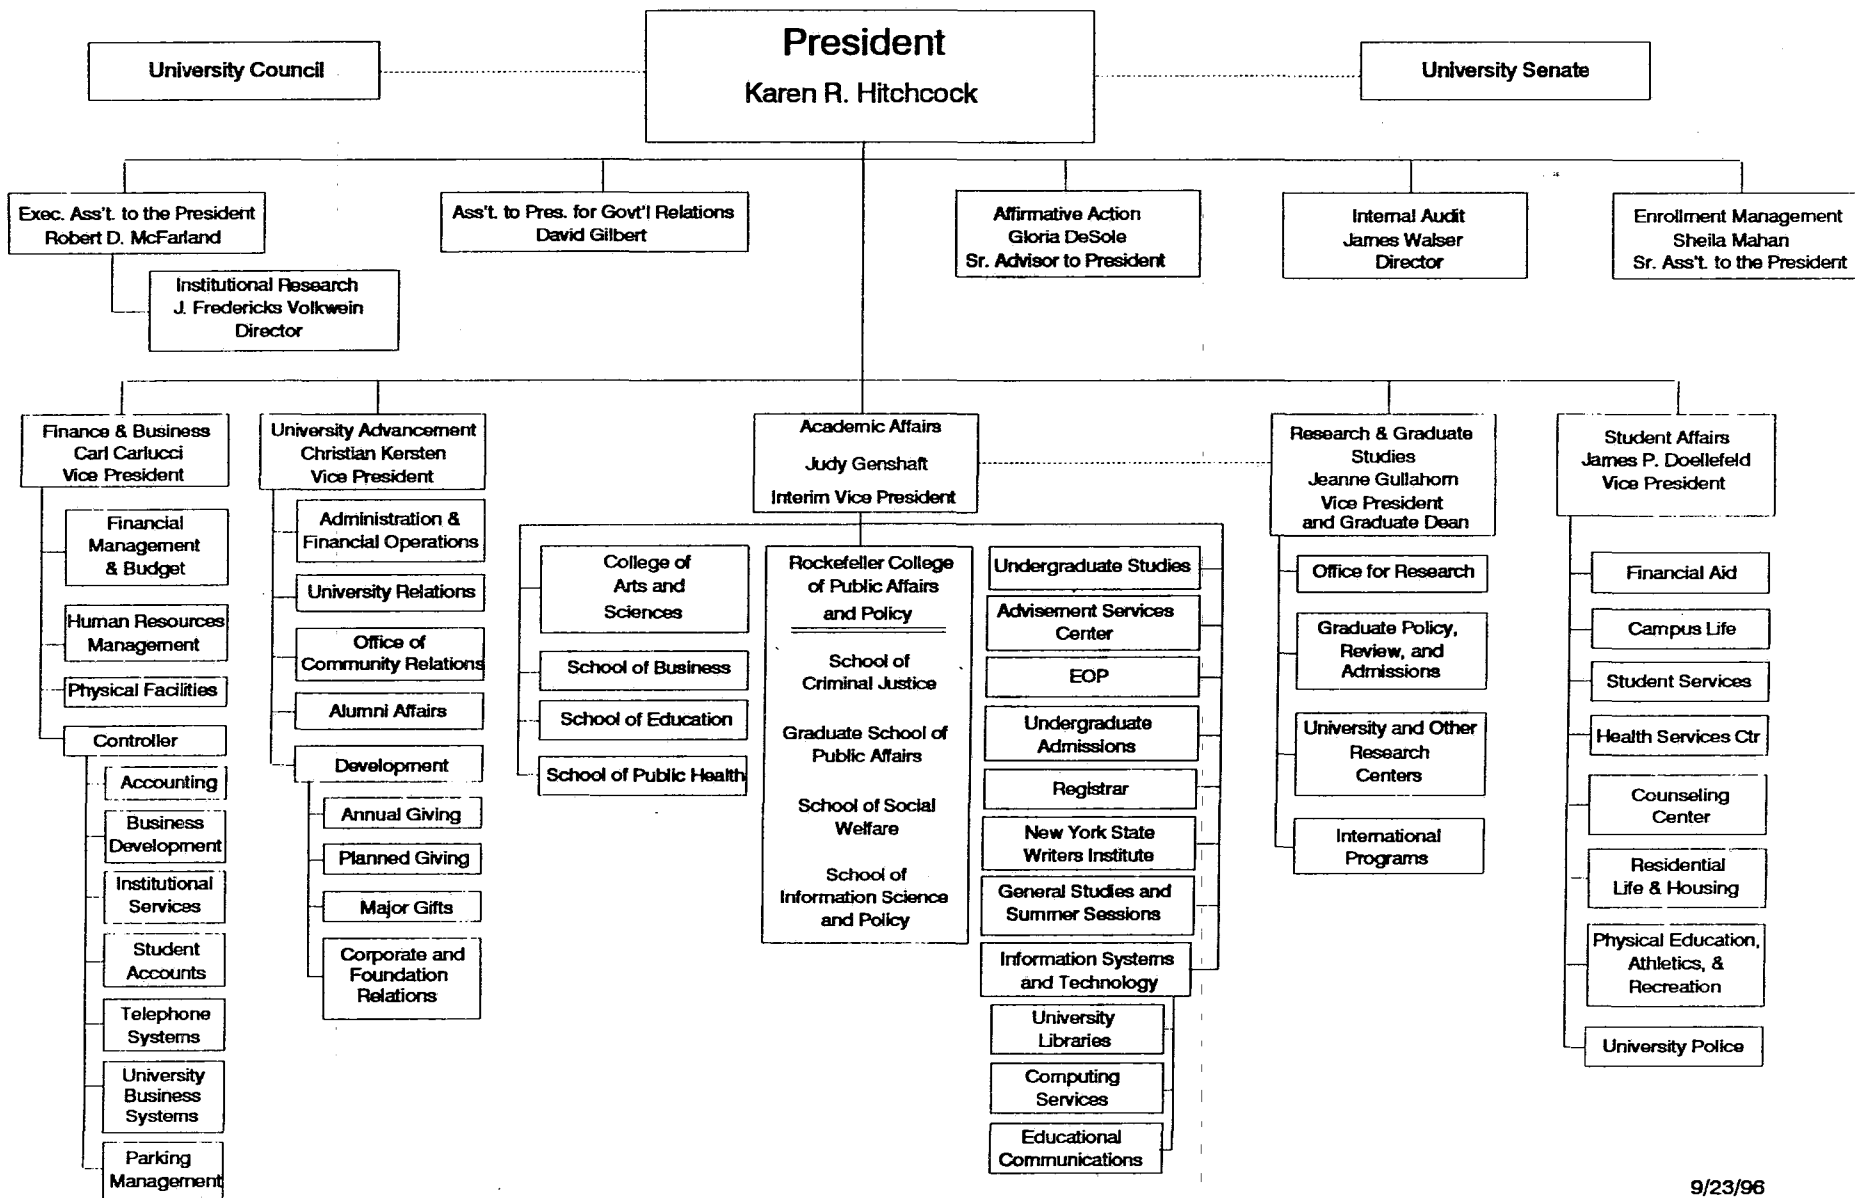 President
Karen R. Hitchcock
University Council
University Senate
Exec. Ass't. to the President
Robert D. McFarland
Ass't. to Pres. for Govt'l Relations
David Gilbert
Affirmative Action
Gloria DeSole
Sr. Advisor to President
Internal Audit
James Walser
Director
Enrollment Management
Sheila Mahan
Sr. Ass't. to the President
Institutional Research
J. Fredericks Volkwein
Director
Finance & Business
Carl Carlucci
Vice President
Financial
Management
& Budget
Human Resources
Management
Physical Facilities
Controller
Accounting
Business
Development
Institutional
Services
Student
Accounts
Telephone
Systems
University
Business
Systems
Parking
Management
University Advancement
Christian Kersten
Vice President
Administration &
Financial Operations
University Relations
Office of
Community Relations
Alumni Affairs
Development
Annual Giving
Planned Giving
Major Gifts
Corporate and
Foundation
Relations
Academic Affairs
Judy Genshaft
Interim Vice President
College of
Arts and
Sciences
School of Business
School of Education
School of Public Health
Rockefeller College
of Public Affairs
and Policy
School of
Criminal Justice
Graduate School of
Public Affairs
School of Social
Welfare
School of
Information Science
and Policy
Undergraduate Studies
Advisement Services
Center
EOP
Undergraduate
Admissions
Registrar
New York State
Writers Institute
General Studies and
Summer Sessions
Information Systems
and Technology
University
Libraries
Computing
Services
Educational
Communications
Research & Graduate
Studies
Jeanne Gullahorn
Vice President
and Graduate Dean
Office for Research
Graduate Policy,
Review, and
Admissions
University and Other
Research
Centers
International
Programs
Student Affairs
James P. Doellefeld
Vice President
Financial Aid
Campus Life
Student Services
Health Services Ctr
Counseling
Center
Residential
Life & Housing
Physical Education,
Athletics, &
Recreation
University Police
9/23/96